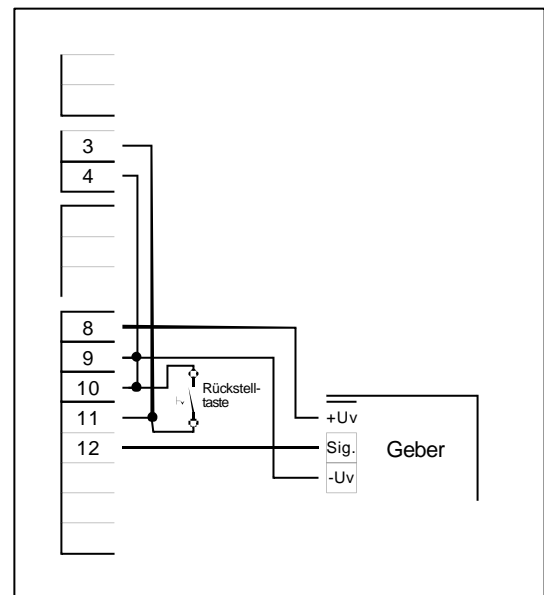 3
4
8
9
10
11
12
Rückstell-
taste
+Uv
Sig.
-Uv
Geber